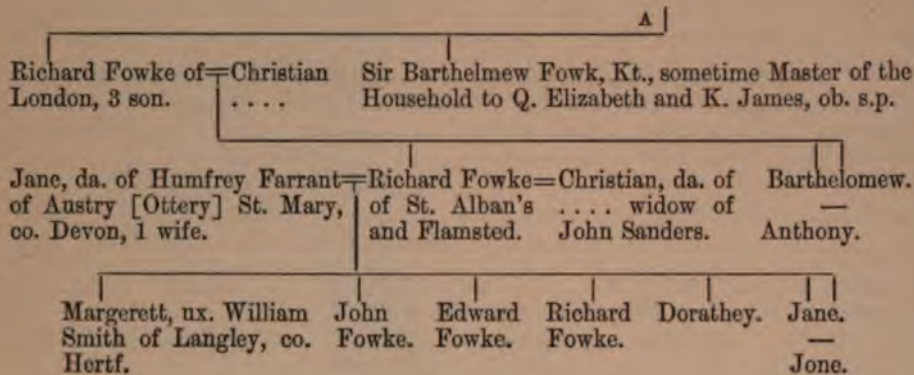 A
Richard Fowke of=Christian
London, 3 son. . . . .
Sir Barthelmew Fowk, Kt., sometime Master of the
Household to Q. Elizabeth and K. James, ob. s.p.
Jane, da. of Humfrey Farrant=Richard Fowke=Christian, da. of
of Austry [Ottery] St. Mary, of St. Alban's . . . . widow of
co. Devon, 1 wife. and Flamsted. John Sanders.
Barthelomew.
—
Anthony.
Margerett, ux. William
Smith of Langley, co.
Hertf.
John
Fowke.
Edward
Fowke.
Richard
Fowke.
Dorathey.
Jane.
—
Jone.